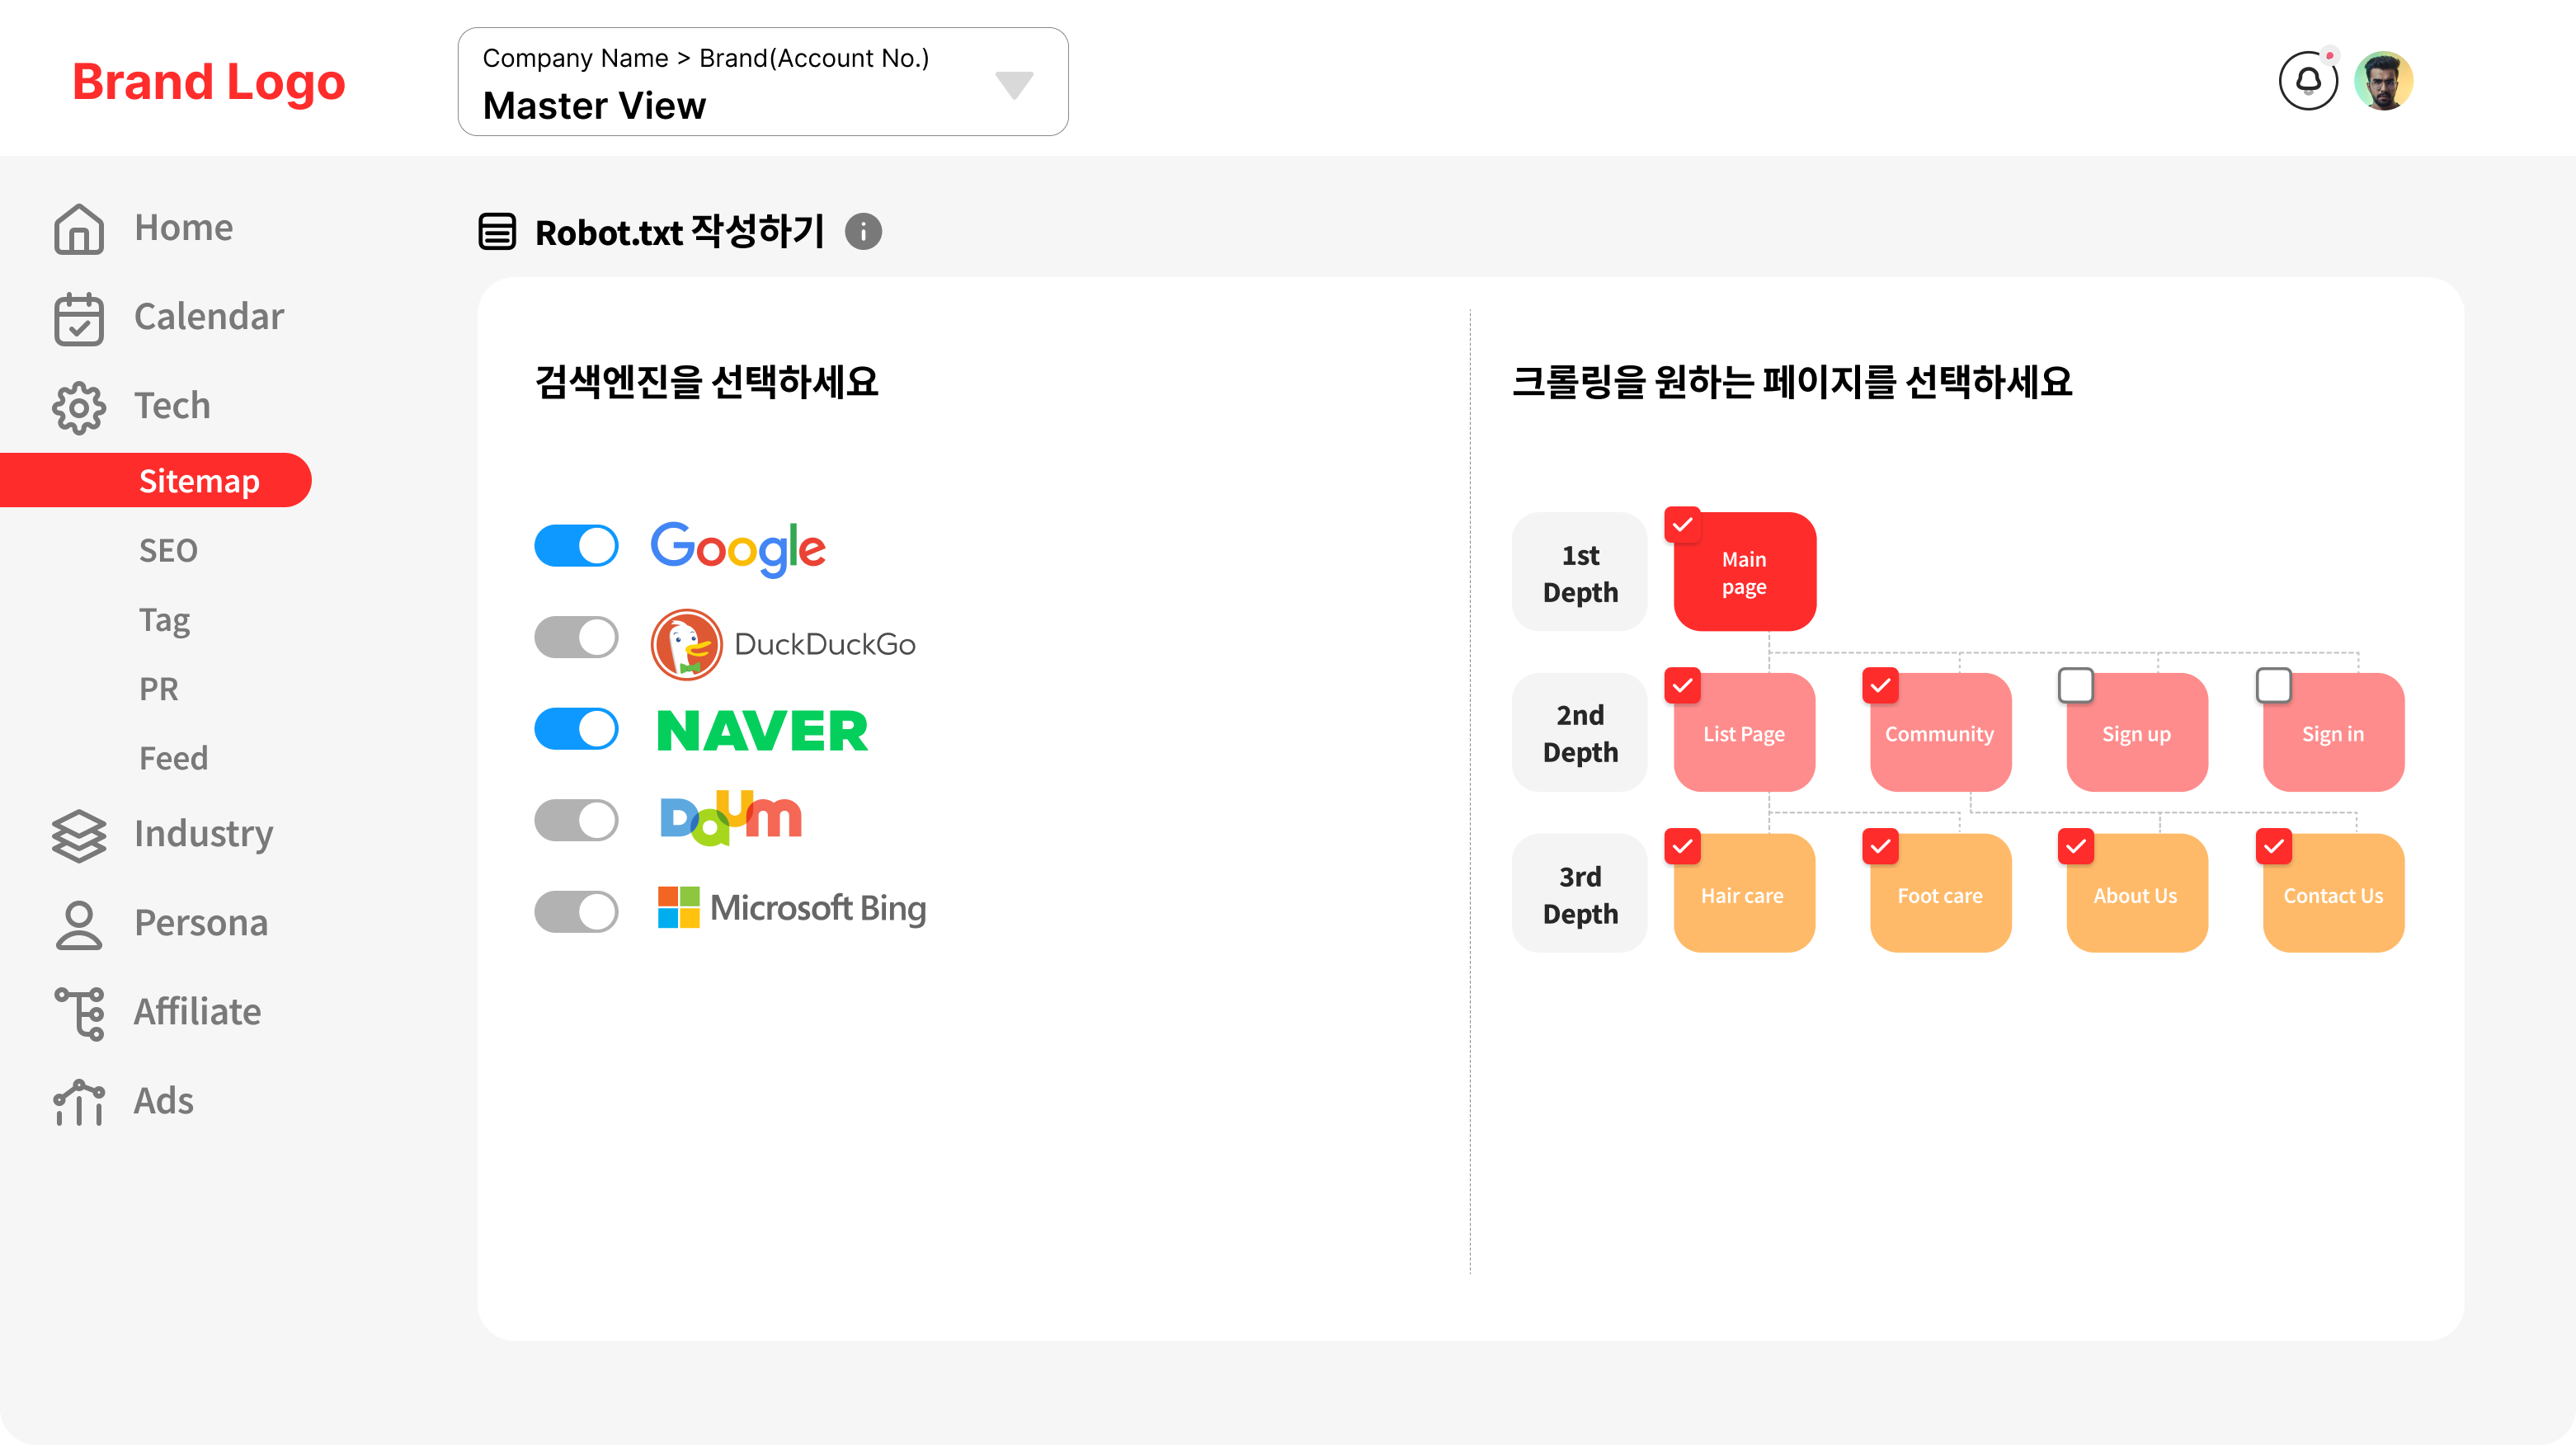 Brand Logo
Company Name > Brand(Account No.)
Master View
Home
Calendar
Tech
Sitemap
SEO
Tag
PR
Feed
Industry
Persona
Affiliate
Ads
Robot.txt 작성하기
검색엔진을 선택하세요
Google
DuckDuckGo
NAVER
Daum
Microsoft Bing
크롤링을 원하는 페이지를 선택하세요
1st
Depth
Main
page
2nd
Depth
List Page
Community
Sign up
Sign in
3rd
Depth
Hair care
Foot care
About Us
Contact Us